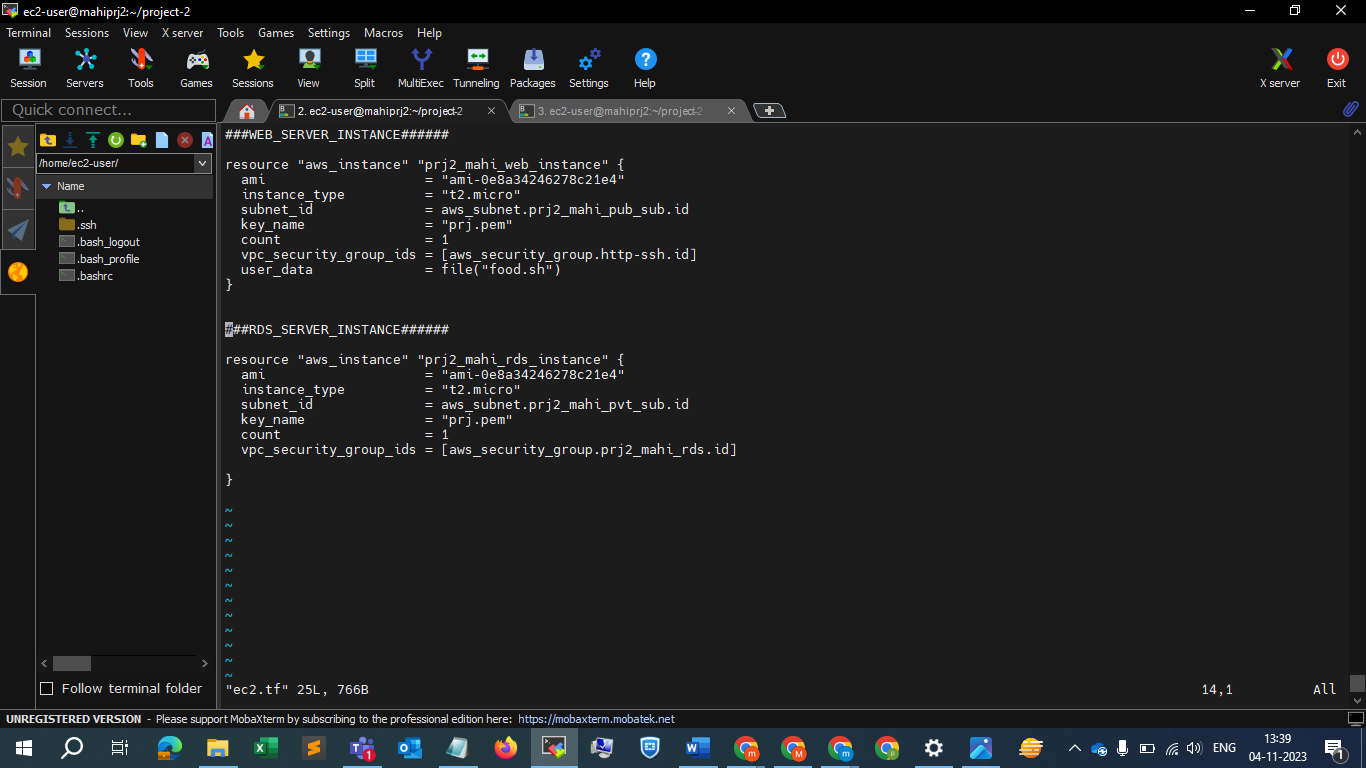 ec2-user@mahiprj2:~/project-2
Terminal Sessions View X server Tools Games Settings Macros Help
Session Servers Tools Games Sessions View Split MultiExec Tunneling Packages Settings Help X server Exit
Quick connect...
2. ec2-user@mahiprj2:~/project-2
3. ec2-user@mahiprj2:~/project-2
/home/ec2-user/
Name
..
.ssh
.bash_logout
.bash_profile
.bashrc
Follow terminal folder
###WEB_SERVER_INSTANCE######
resource "aws_instance" "prj2_mahi_web_instance" {
  ami                    = "ami-0e8a34246278c21e4"
  instance_type          = "t2.micro"
  subnet_id              = aws_subnet.prj2_mahi_pub_sub.id
  key_name               = "prj.pem"
  count                  = 1
  vpc_security_group_ids = [aws_security_group.http-ssh.id]
  user_data              = file("food.sh")
}
###RDS_SERVER_INSTANCE######
resource "aws_instance" "prj2_mahi_rds_instance" {
  ami                    = "ami-0e8a34246278c21e4"
  instance_type          = "t2.micro"
  subnet_id              = aws_subnet.prj2_mahi_pvt_sub.id
  key_name               = "prj.pem"
  count                  = 1
  vpc_security_group_ids = [aws_security_group.prj2_mahi_rds.id]
}
~
~
~
~
~
~
~
~
~
~
~
~
"ec2.tf" 25L, 766B 14,1 All
UNREGISTERED VERSION - Please support MobaXterm by subscribing to the professional edition here: https://mobaxterm.mobatek.net
ENG
13:39
04-11-2023
1